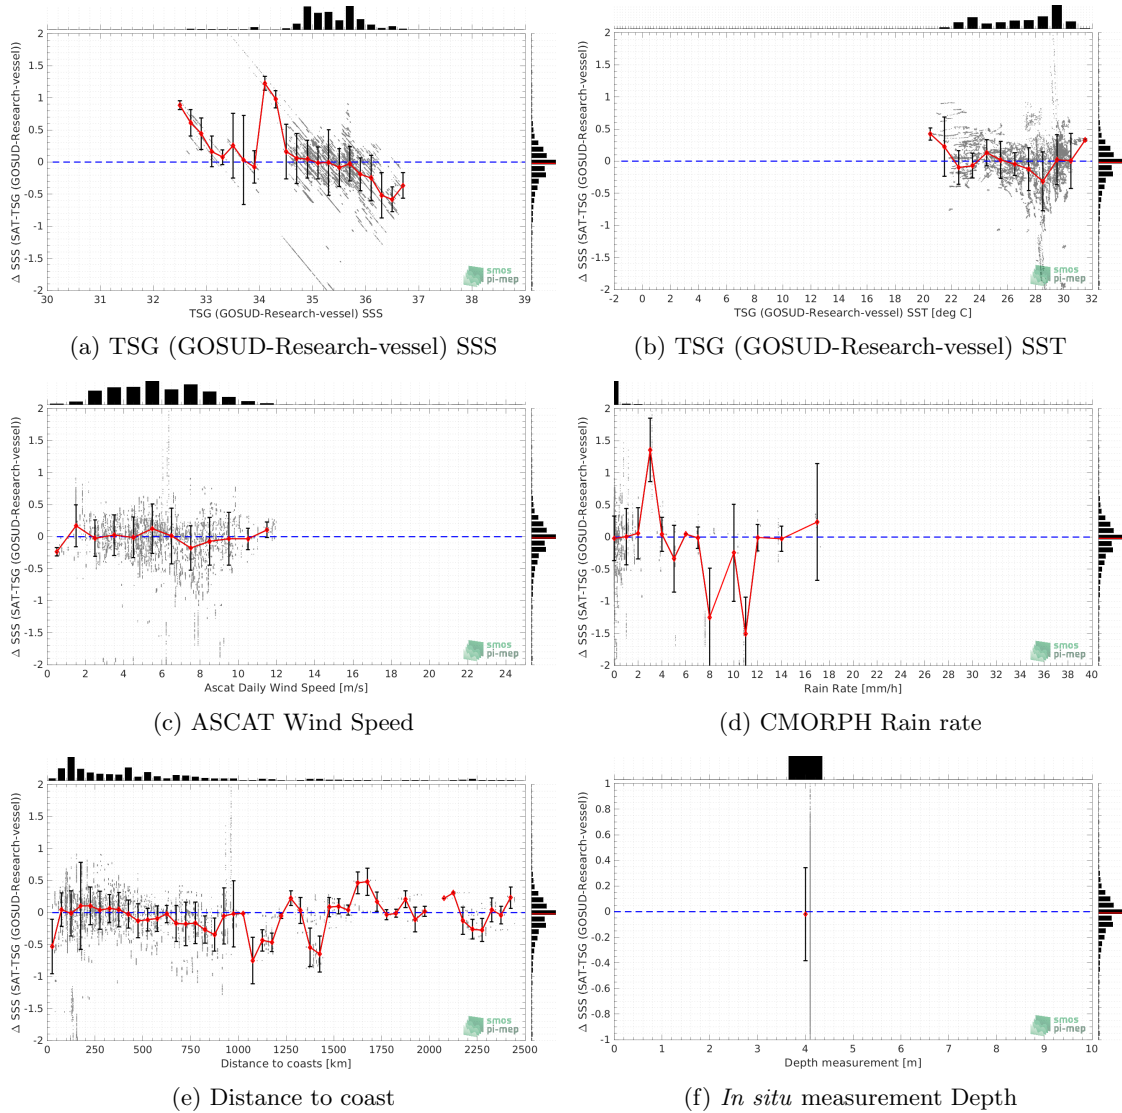 2
1.5
1
0.5
0
-0.5
-1
-1.5
-2
Δ SSS (SAT-TSG (GOSUD-Research-vessel))
30 31 32 33 34 35 36 37 38 39
TSG (GOSUD-Research-vessel) SSS
smos
pi-mep
(a) TSG (GOSUD-Research-vessel) SSS
2
1.5
1
0.5
0
-0.5
-1
-1.5
-2
Δ SSS (SAT-TSG (GOSUD-Research-vessel))
-2 0 2 4 6 8 10 12 14 16 18 20 22 24 26 28 30 32
TSG (GOSUD-Research-vessel) SST [deg C]
smos
pi-mep
(b) TSG (GOSUD-Research-vessel) SST
2
1.5
1
0.5
0
-0.5
-1
-1.5
-2
Δ SSS (SAT-TSG (GOSUD-Research-vessel))
0 2 4 6 8 10 12 14 16 18 20 22 24
Ascat Daily Wind Speed [m/s]
smos
pi-mep
(c) ASCAT Wind Speed
2
1.5
1
0.5
0
-0.5
-1
-1.5
-2
Δ SSS (SAT-TSG (GOSUD-Research-vessel))
0 2 4 6 8 10 12 14 16 18 20 22 24 26 28 30 32 34 36 38 40
Rain Rate [mm/h]
smos
pi-mep
(d) CMORPH Rain rate
2
1.5
1
0.5
0
-0.5
-1
-1.5
-2
Δ SSS (SAT-TSG (GOSUD-Research-vessel))
0 250 500 750 1000 1250 1500 1750 2000 2250 2500
Distance to coasts [km]
smos
pi-mep
(e) Distance to coast
1
0.8
0.6
0.4
0.2
0
-0.2
-0.4
-0.6
-0.8
-1
Δ SSS (SAT-TSG (GOSUD-Research-vessel))
0 1 2 3 4 5 6 7 8 9 10
Depth measurement [m]
smos
pi-mep
(f) In situ measurement Depth